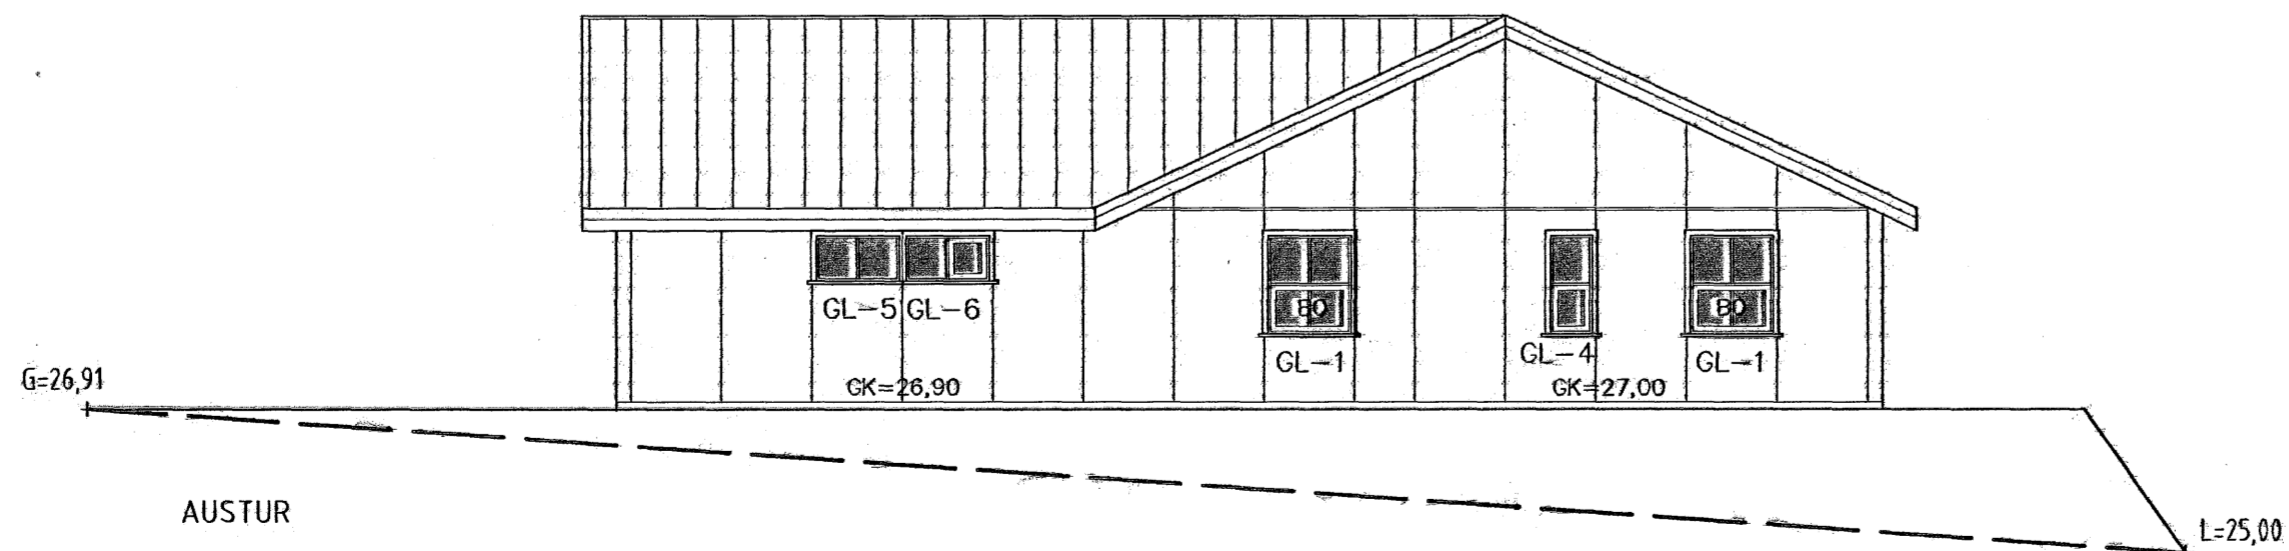 GL-5 GL-6
BO
BO
GL-1
GL-4
GL-1
G=26,91
GK=26,90
GK=27,00
AUSTUR
L=25,00